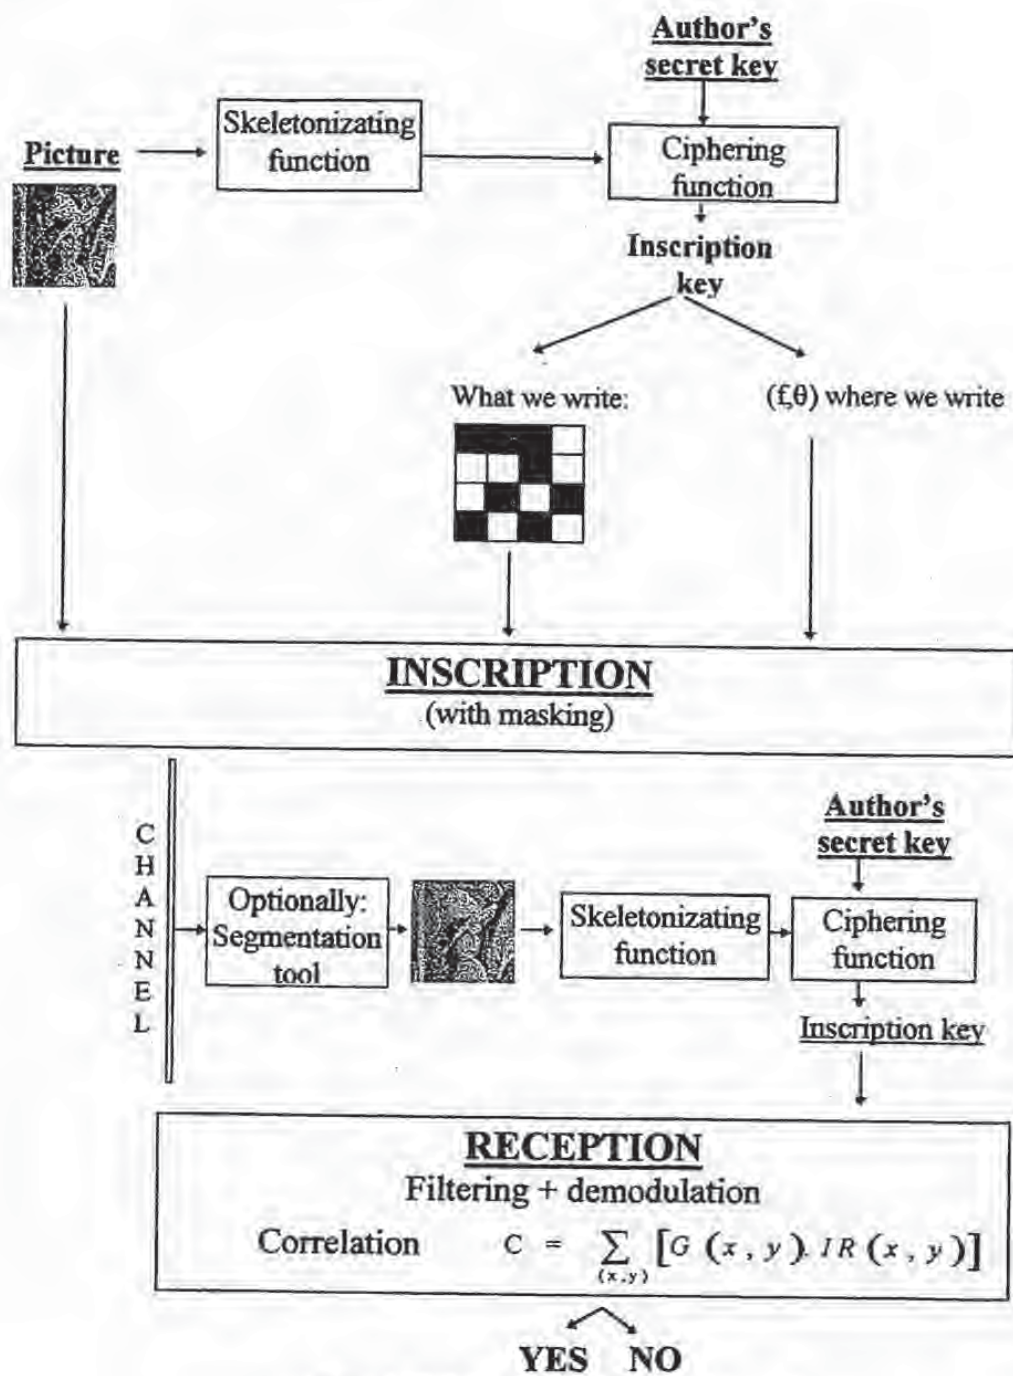 Author's
secret key
Skeletonizating
function
Picture
Ciphering
function
Inscription
key
What we write:
(f,θ) where we write
INSCRIPTION
(with masking)
C
H
A
N
N
E
L
Author's
secret key
Optionally:
Segmentation
tool
Skeletonizating
function
Ciphering
function
Inscription key
RECEPTION
Filtering + demodulation
Correlation C = ∑ [G (x, y). IR (x, y)]
(x,y)
YES NO